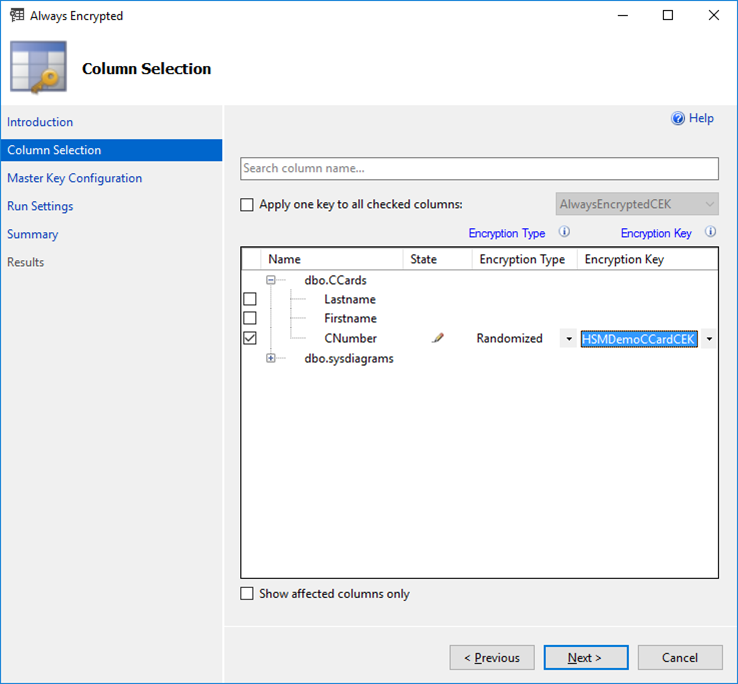 Always Encrypted
Column Selection
Introduction
Column Selection
Master Key Configuration
Run Settings
Summary
Results
Help
Search column name...
Apply one key to all checked columns: AlwaysEncryptedCEK
Encryption Type Encryption Key
Name State Encryption Type Encryption Key
dbo.CCards
Lastname
Firstname
CNumber Randomized HSMDemoCCardCEK
dbo.sysdiagrams
Show affected columns only
< Previous Next > Cancel